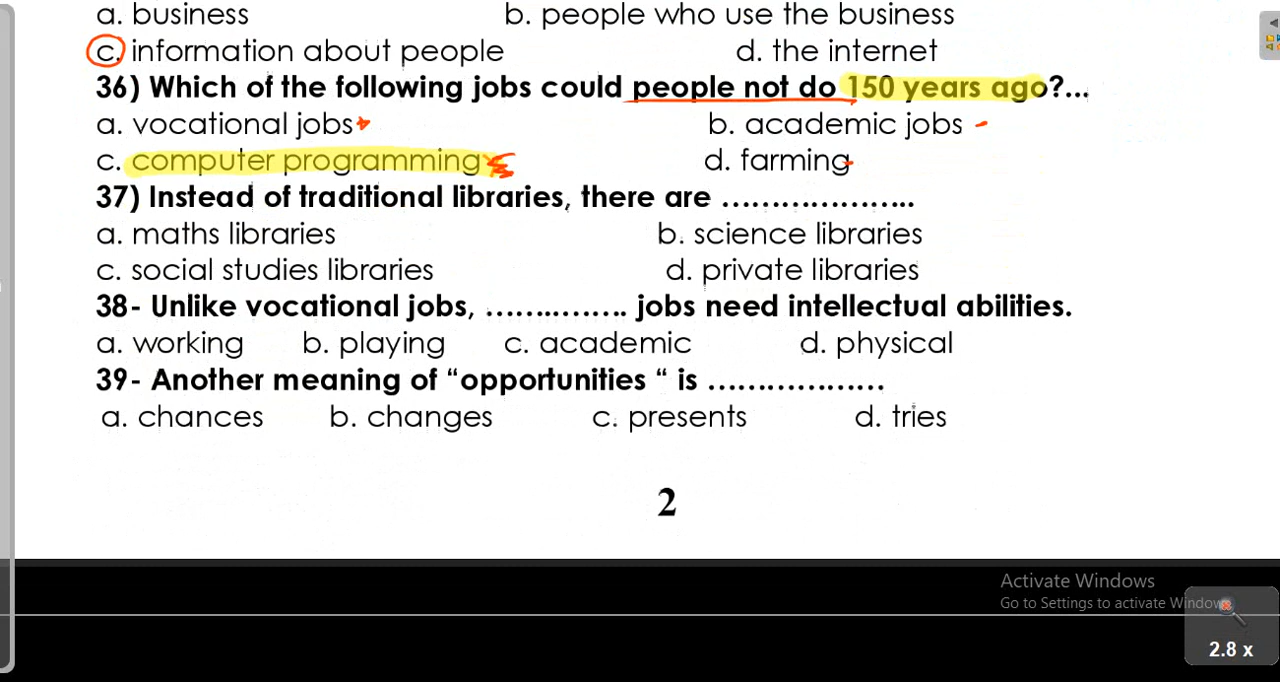 a. business b. people who use the business
c. information about people d. the internet
36) Which of the following jobs could people not do 150 years ago?...
a. vocational jobs b. academic jobs
c. computer programming d. farming
37) Instead of traditional libraries, there are ………………..
a. maths libraries b. science libraries
c. social studies libraries d. private libraries
38- Unlike vocational jobs, ……………. jobs need intellectual abilities.
a. working b. playing c. academic d. physical
39- Another meaning of “opportunities “ is ………………
a. chances b. changes c. presents d. tries
2
Activate Windows
Go to Settings to activate Windows
2.8 x